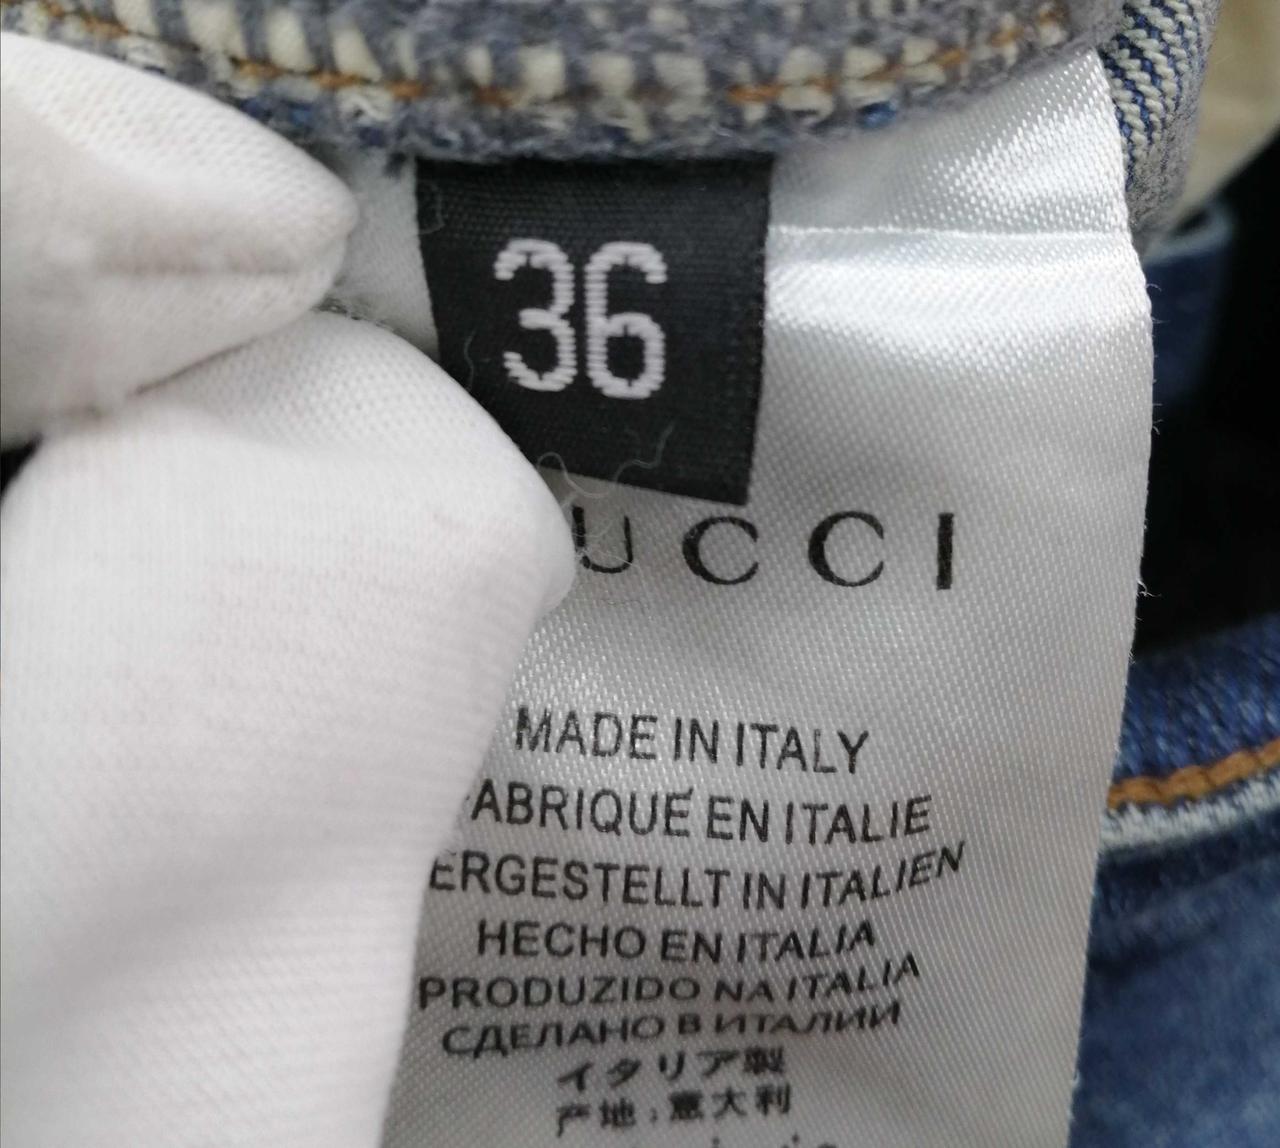 36
UCCI
MADE IN ITALY
ABRIQUÉ EN ITALIE
ERGESTELLT IN ITALIEN
HECHO EN ITALIA
PRODUZIDO NA ITALIA
СДЕЛАНО В ИТАЛИИ
イタリア製
产地:意大利